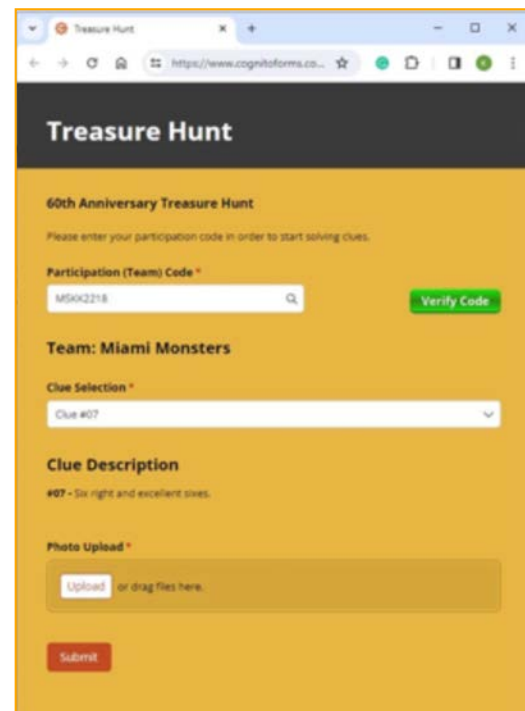 Treasure Hunt
https://www.cognitoforms.co...
Treasure Hunt
60th Anniversary Treasure Hunt
Please enter your participation code in order to start solving clues.
Participation (Team) Code *
Verify Code
Team: Miami Monsters
Clue Selection *
Clue #07
Clue Description
#07 - Six right and excellent sixes.
Photo Upload *
Upload or drag files here.
Submit